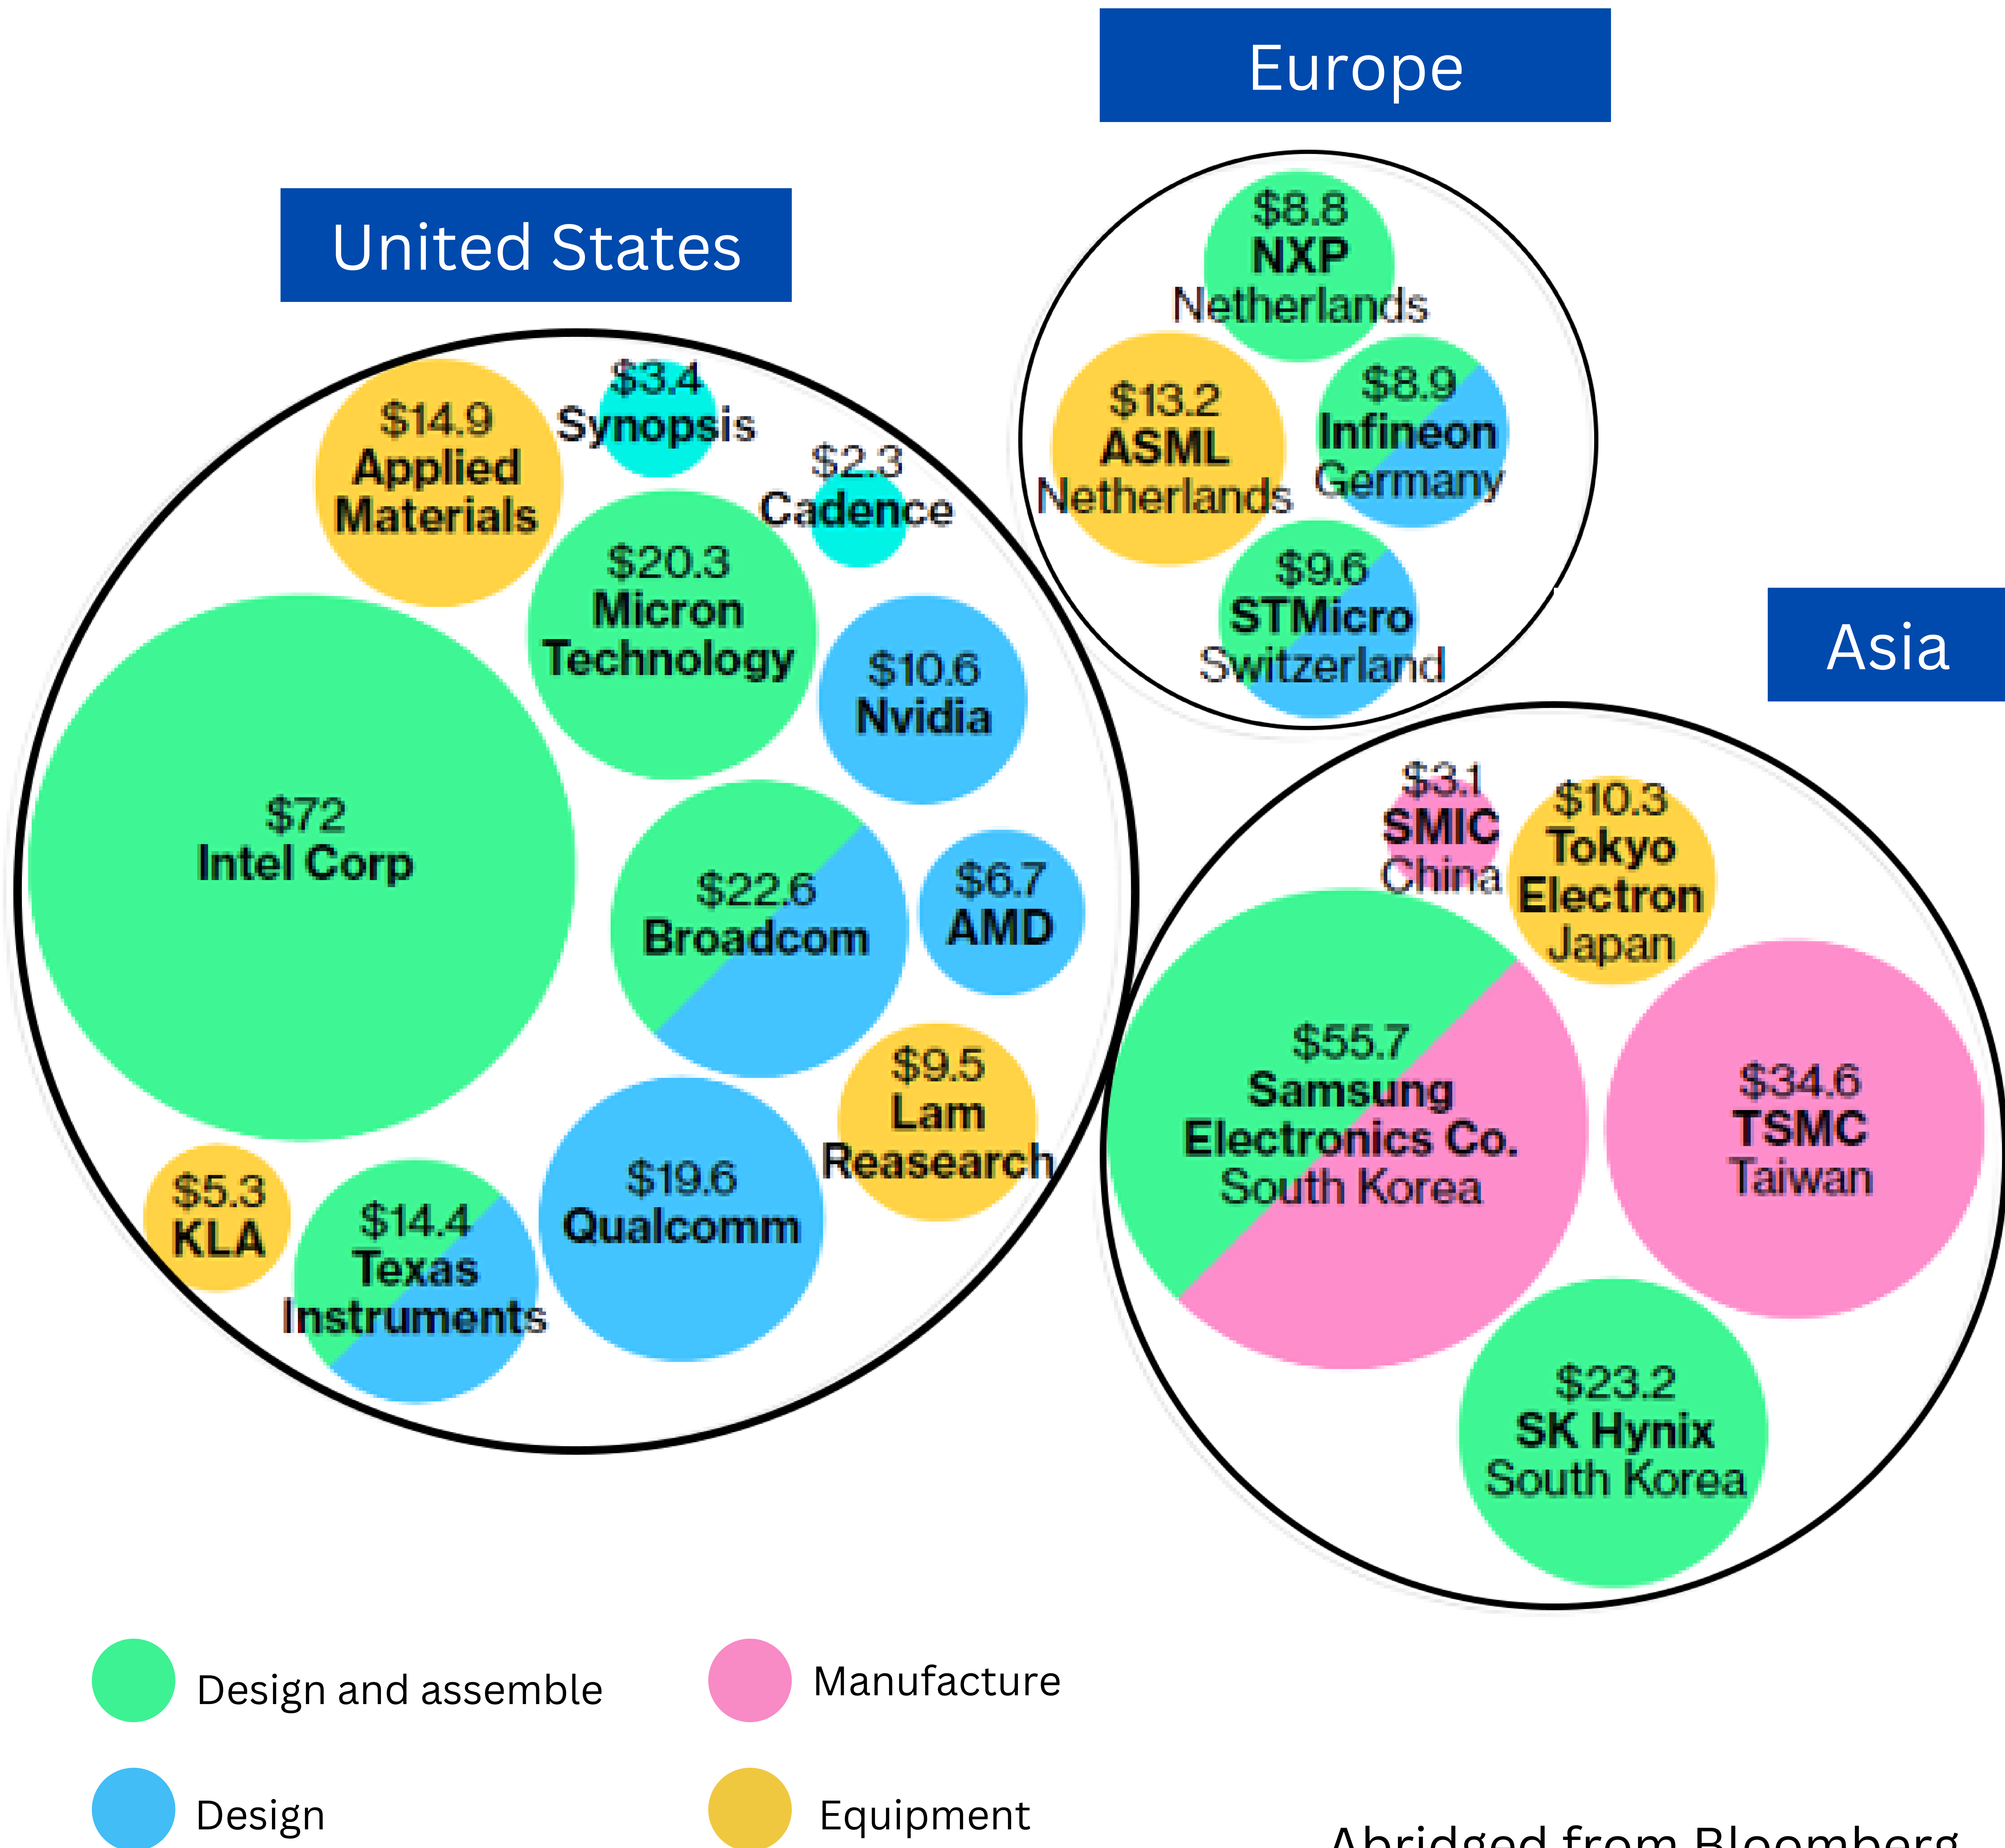 Europe
United States
Asia
$14.9
Applied
Materials
$3.4
Synopsis
$2.3
Cadence
$20.3
Micron
Technology
$10.6
Nvidia
$72
Intel Corp
$22.6
Broadcom
$6.7
AMD
$9.5
Lam
Reasearch
$5.3
KLA
$14.4
Texas
Instruments
$19.6
Qualcomm
$8.8
NXP
Netherlands
$13.2
ASML
Netherlands
$8.9
Infineon
Germany
$9.6
STMicro
Switzerland
$3.1
SMIC
China
$10.3
Tokyo
Electron
Japan
$55.7
Samsung
Electronics Co.
South Korea
$34.6
TSMC
Taiwan
$23.2
SK Hynix
South Korea
Design and assemble
Manufacture
Design
Equipment
Abridged from Bloomberg